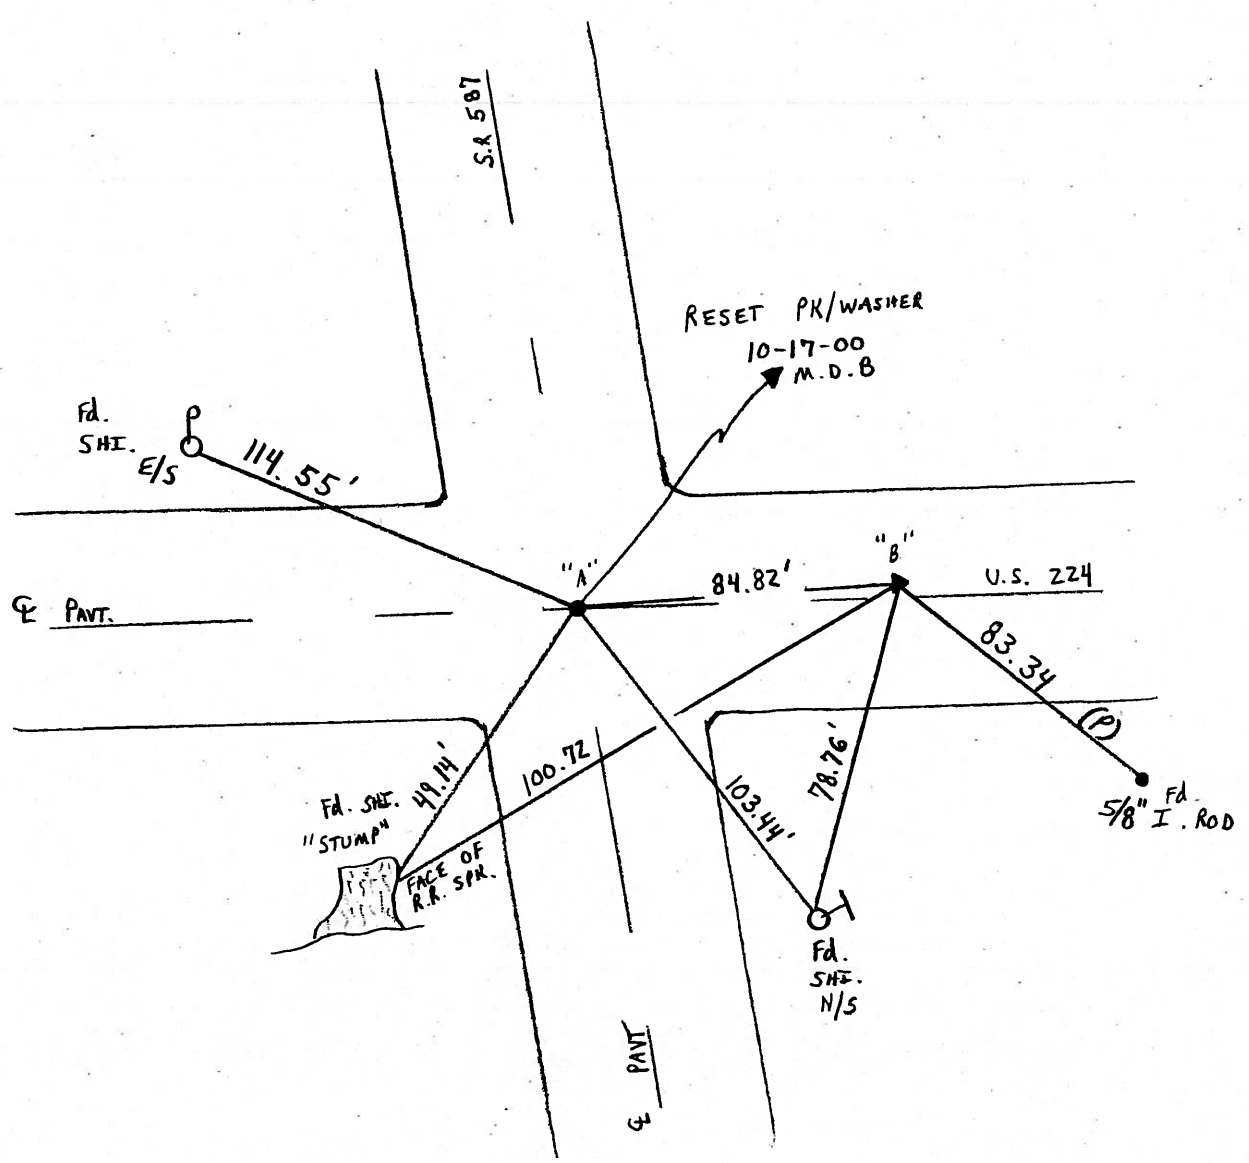 S.R 587
RESET PK/WASHER
10-17-00
M.D.B
Fd.
SHI.
E/S
114.55'
"A"
84.82'
"B"
U.S. 224
℄ PAVT.
83.34
(P)
Fd
5/8" I. ROD
49.14'
100.72
103.44'
78.76'
Fd. SHI.
"STUMP"
FACE OF
R.R. SPK.
Fd.
SHI.
N/S
℄ PAVT